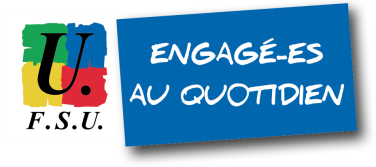 U.
F.S.U.
ENGAGÉ-ES
AU QUOTIDIEN